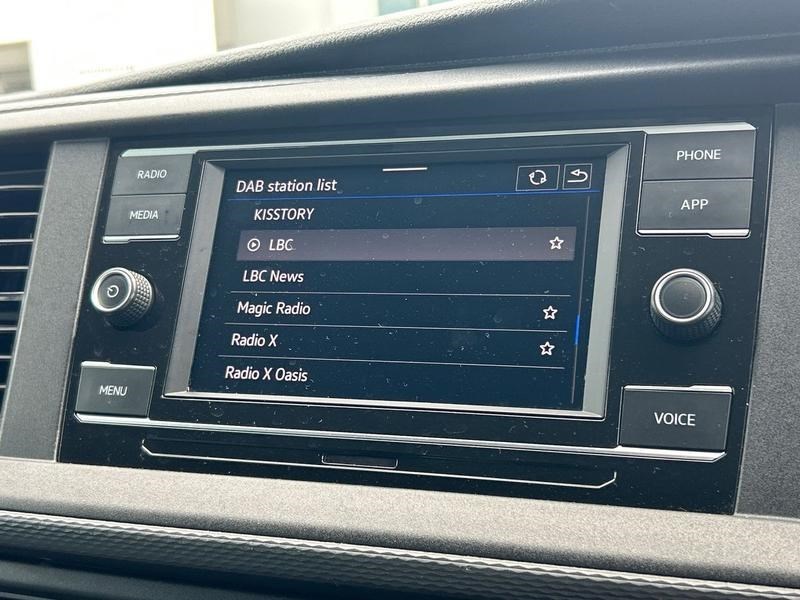 RADIO
MEDIA
MENU
DAB station list
KISSTORY
LBC
LBC News
Magic Radio
Radio X
Radio X Oasis
PHONE
APP
VOICE